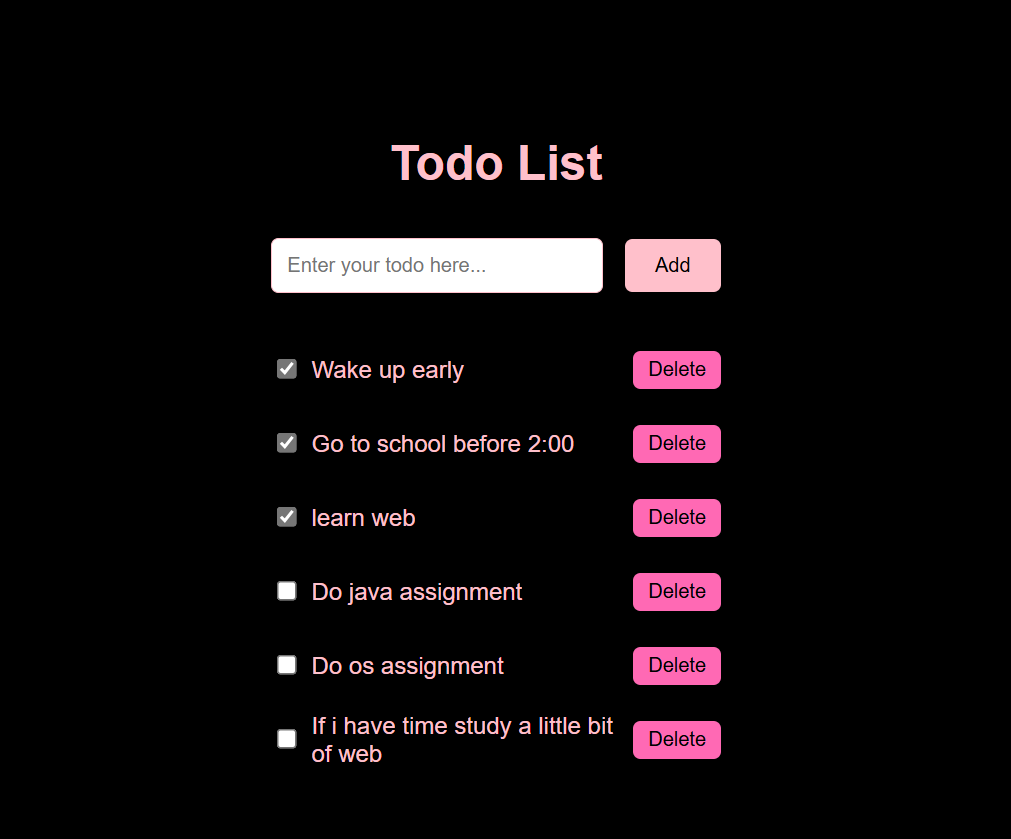 Todo List
Enter your todo here...
Add
Wake up early
Delete
Go to school before 2:00
Delete
learn web
Delete
Do java assignment
Delete
Do os assignment
Delete
If i have time study a little bit
of web
Delete